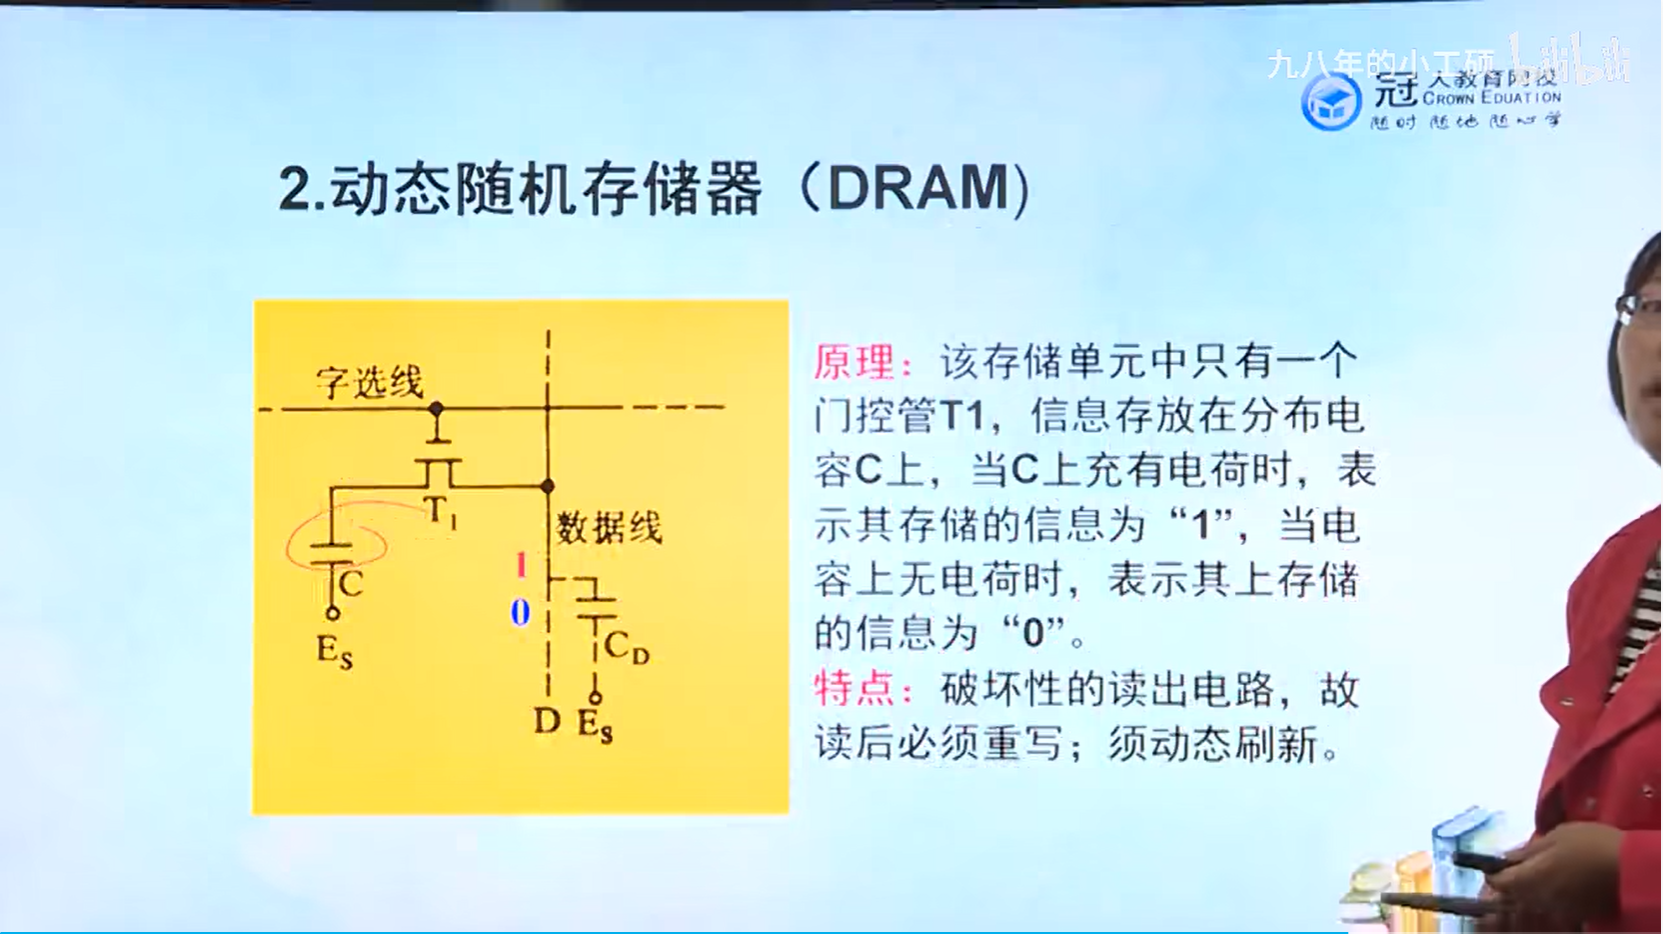 九八年的小工硕 bilibili
冠人教育网校
CROWN EDUATION
随时 随地 随心学
2.动态随机存储器（DRAM)
字选线
T1
数据线
1
0
C
ES
CD
D ES
原理：该存储单元中只有一个
门控管T1，信息存放在分布电
容C上，当C上充有电荷时，表
示其存储的信息为“1”，当电
容上无电荷时，表示其上存储
的信息为“0”。
特点：破坏性的读出电路，故
读后必须重写；须动态刷新。